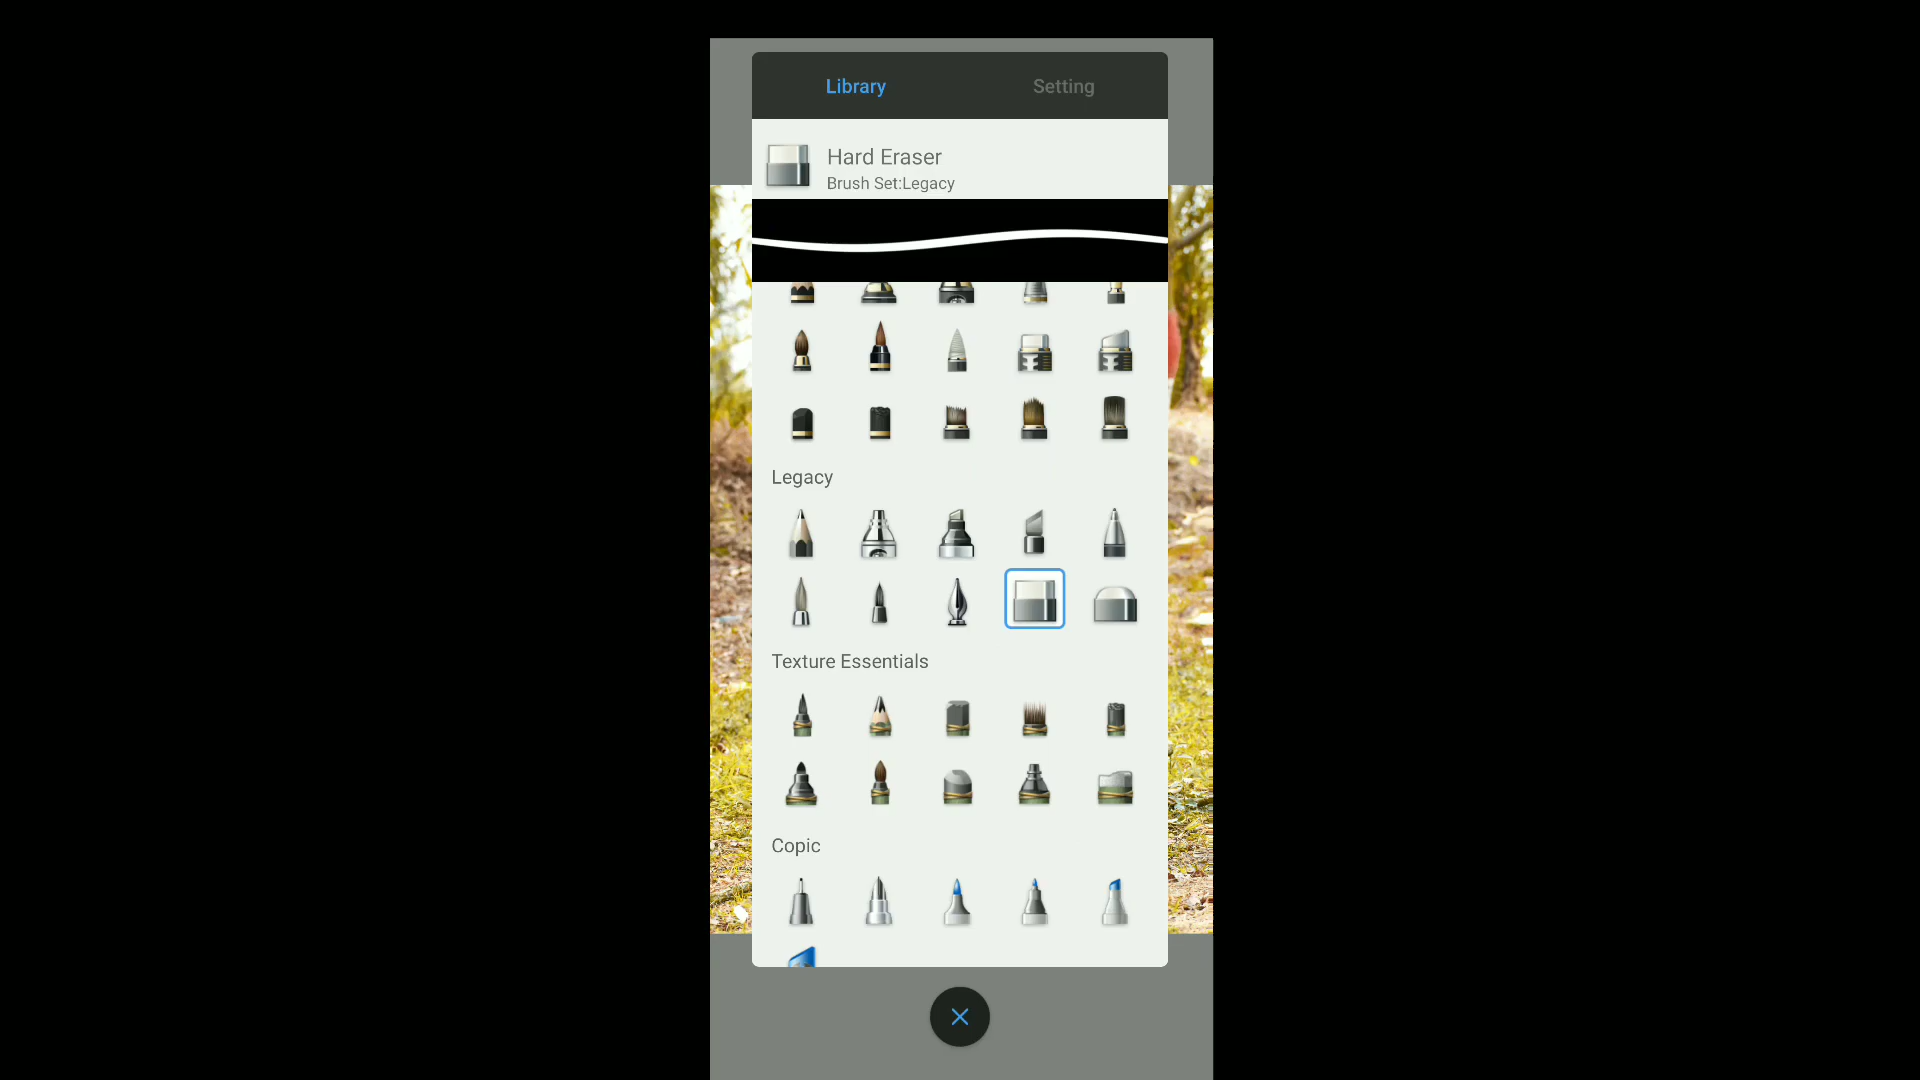 Library
Setting
Hard Eraser
Brush Set:Legacy
Legacy
Texture Essentials
Copic